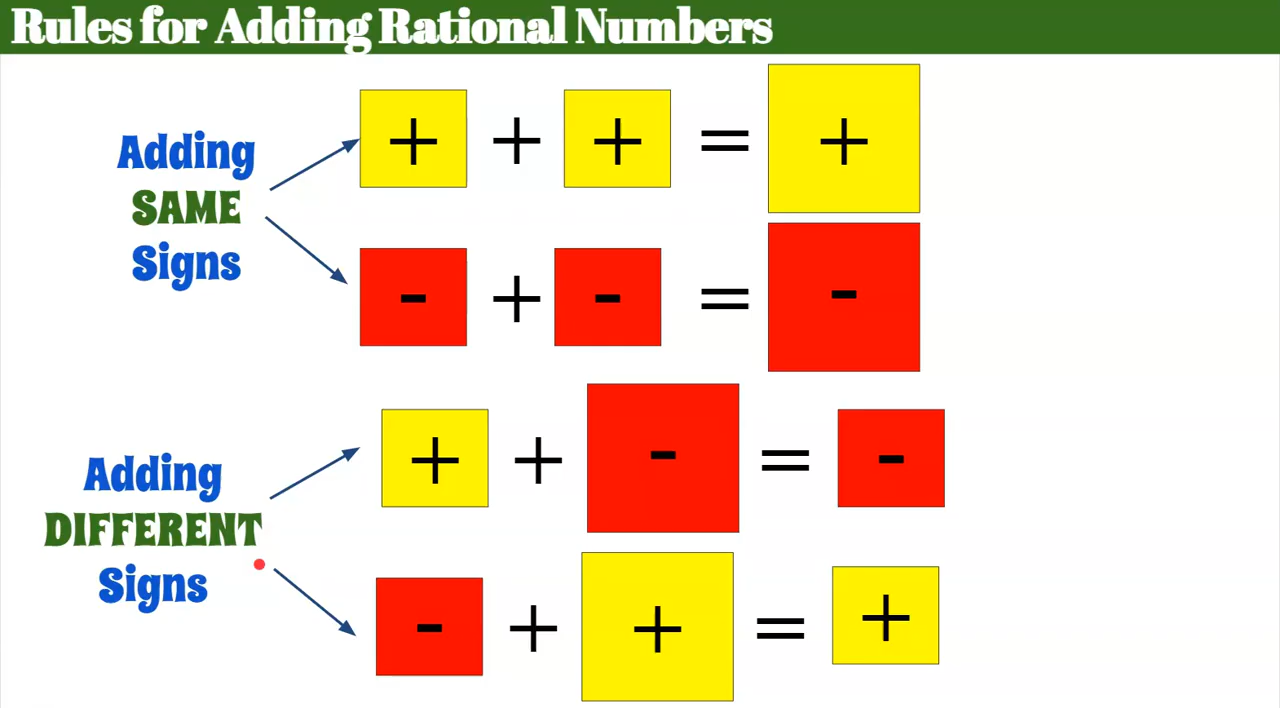 Rules for Adding Rational Numbers
Adding
SAME
Signs
+ + + = +
- + - = -
Adding
DIFFERENT
Signs
+ + - = -
- + + = +